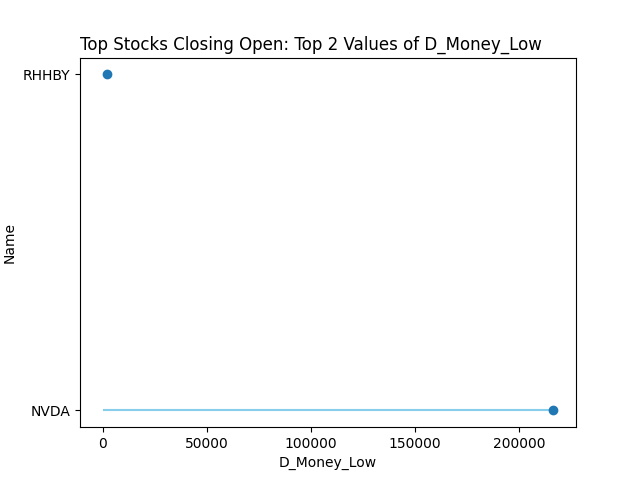 Top Stocks Closing Open: Top 2 Values of D_Money_Low
RHHBY
Name
NVDA
0 50000 100000 150000 200000
D_Money_Low